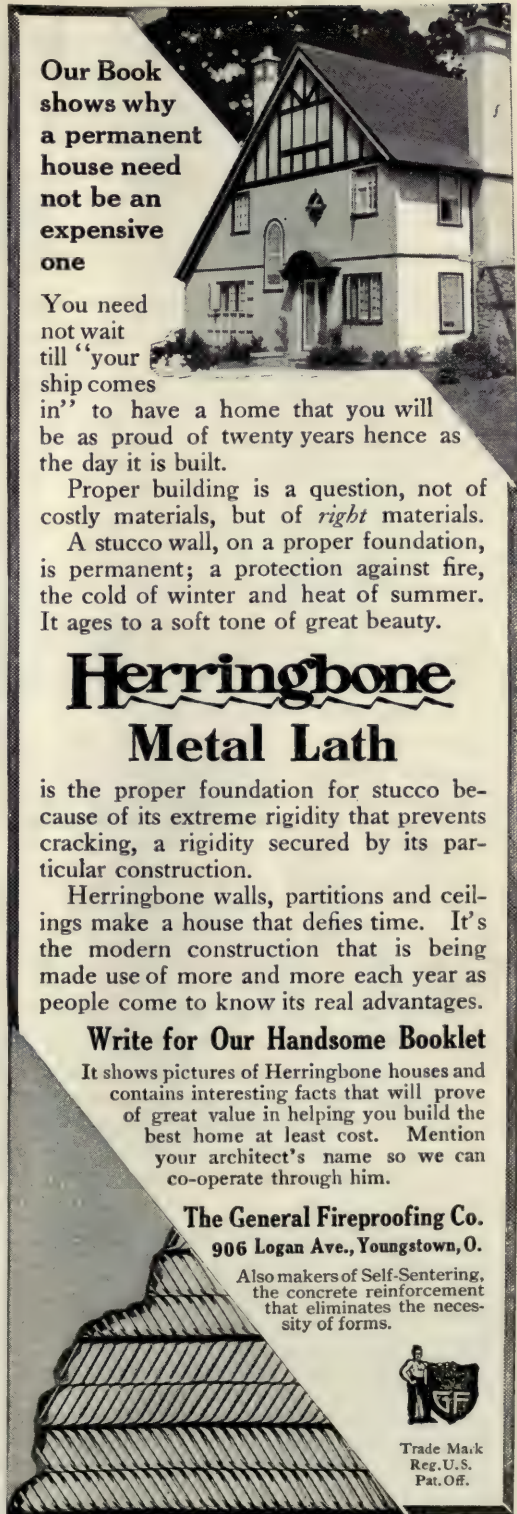 Our Book
shows why
a permanent
house need
not be an
expensive
one
You need
not wait
till "your
ship comes
in" to have a home that you will
be as proud of twenty years hence as
the day it is built.
Proper building is a question, not of
costly materials, but of right materials.
A stucco wall, on a proper foundation,
is permanent; a protection against fire,
the cold of winter and heat of summer.
It ages to a soft tone of great beauty.
Herringbone
Metal Lath
is the proper foundation for stucco be-
cause of its extreme rigidity that prevents
cracking, a rigidity secured by its par-
ticular construction.
Herringbone walls, partitions and ceil-
ings make a house that defies time. It's
the modern construction that is being
made use of more and more each year as
people come to know its real advantages.
Write for Our Handsome Booklet
It shows pictures of Herringbone houses and
contains interesting facts that will prove
of great value in helping you build the
best home at least cost. Mention
your architect's name so we can
co-operate through him.
The General Fireproofing Co.
906 Logan Ave., Youngstown, O.
Also makers of Self-Sentering,
the concrete reinforcement
that eliminates the neces-
sity of forms.
GF
Trade Mark
Reg. U.S.
Pat. Off.